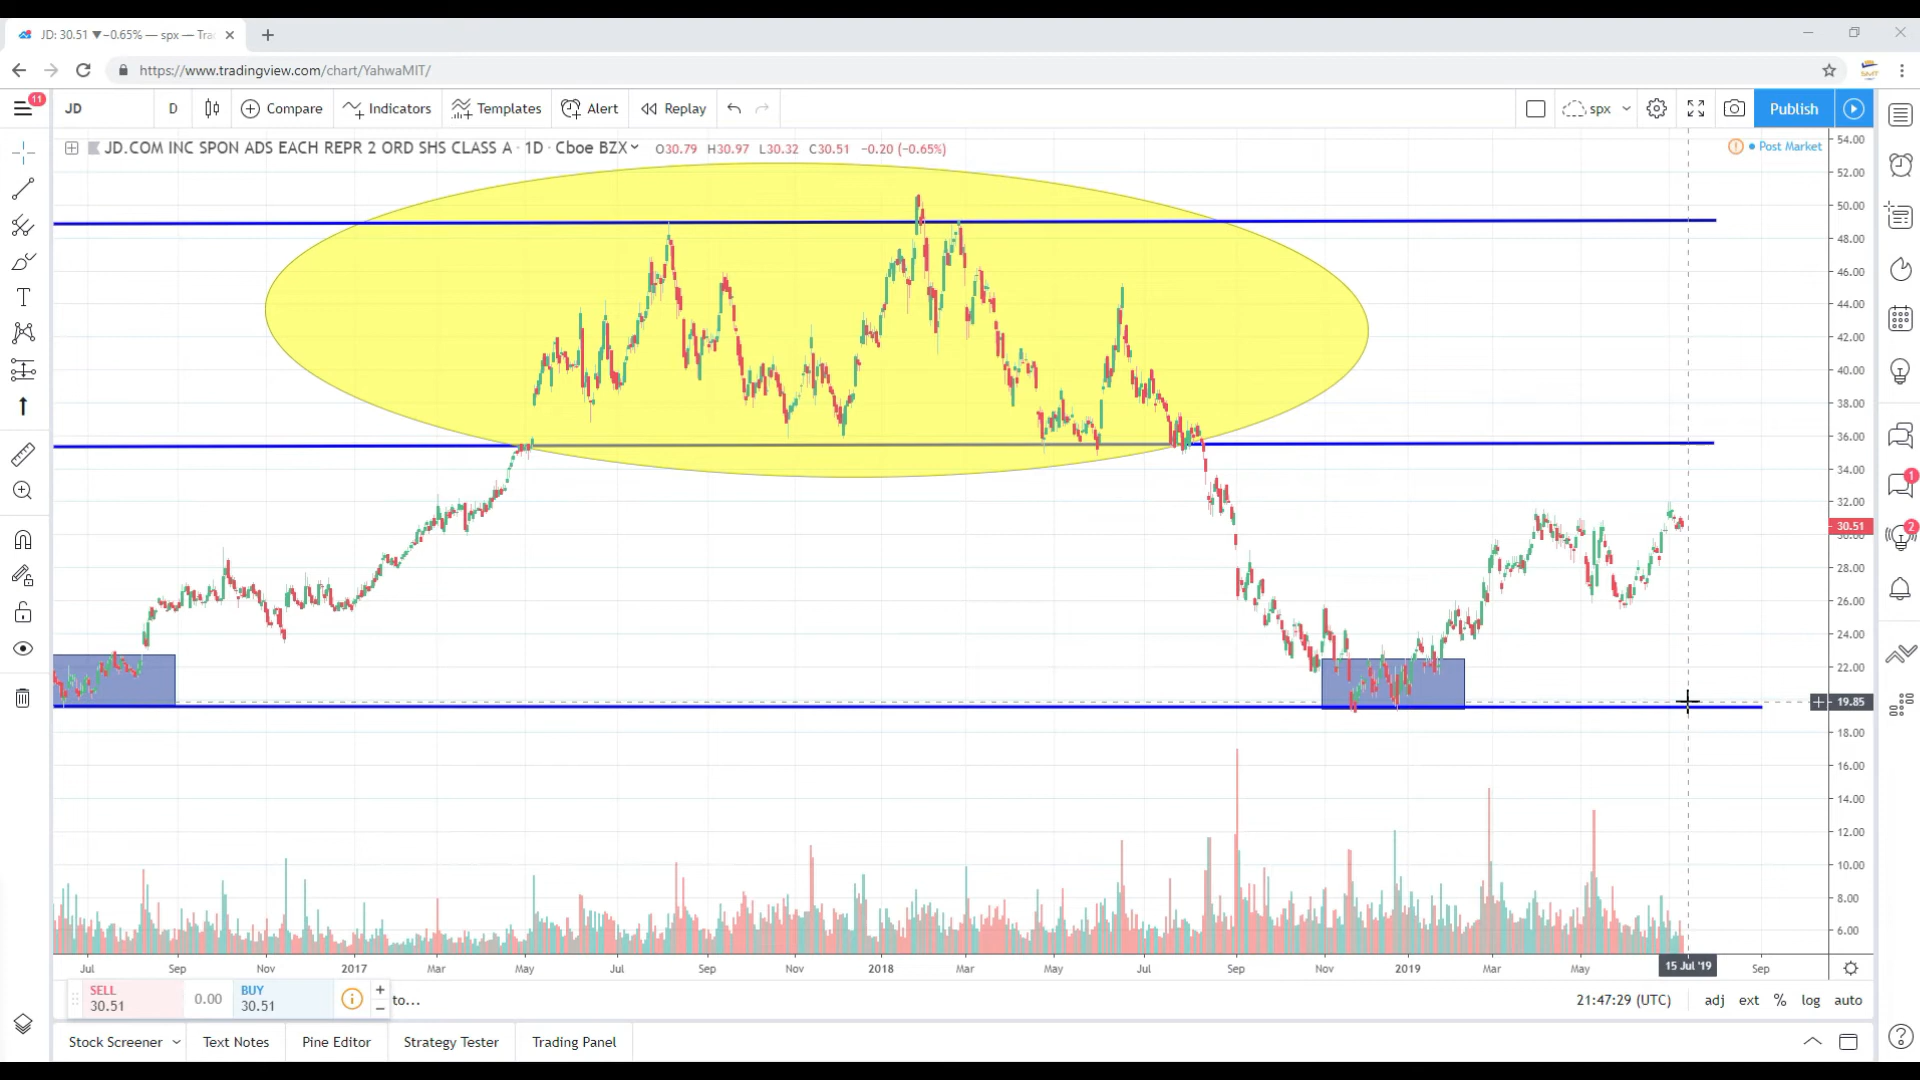 JD: 30.51 ▼−0.65% — spx — Tra
https://www.tradingview.com/chart/YahwaMIT/
11
JD D Compare Indicators Templates Alert Replay spx Publish
JD.COM INC SPON ADS EACH REPR 2 ORD SHS CLASS A · 1D · Cboe BZX O30.79 H30.97 L30.32 C30.51 −0.20 (−0.65%)
Post Market
54.00
52.00
50.00
48.00
46.00
44.00
42.00
40.00
38.00
36.00
34.00
32.00
30.51
30.00
28.00
26.00
24.00
22.00
19.85
18.00
16.00
14.00
12.00
10.00
8.00
6.00
1
2
Jul Sep Nov 2017 Mar May Jul Sep Nov 2018 Mar May Jul Sep Nov 2019 Mar May 15 Jul '19 Sep
SELL
30.51
0.00
BUY
30.51
to...
21:47:29 (UTC) adj ext % log auto
Stock Screener Text Notes Pine Editor Strategy Tester Trading Panel